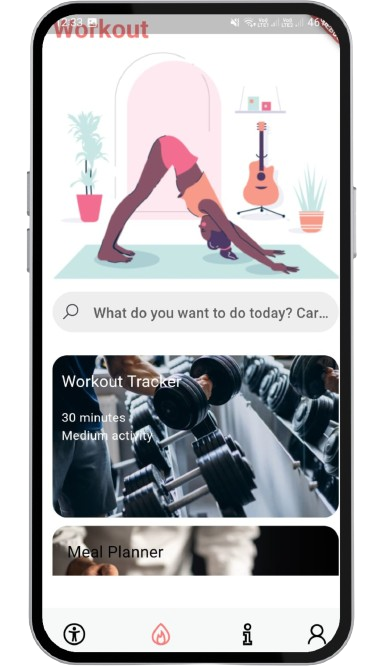 Workout
12:33
46
What do you want to do today? Car...
Workout Tracker
30 minutes
Medium activity
Meal Planner